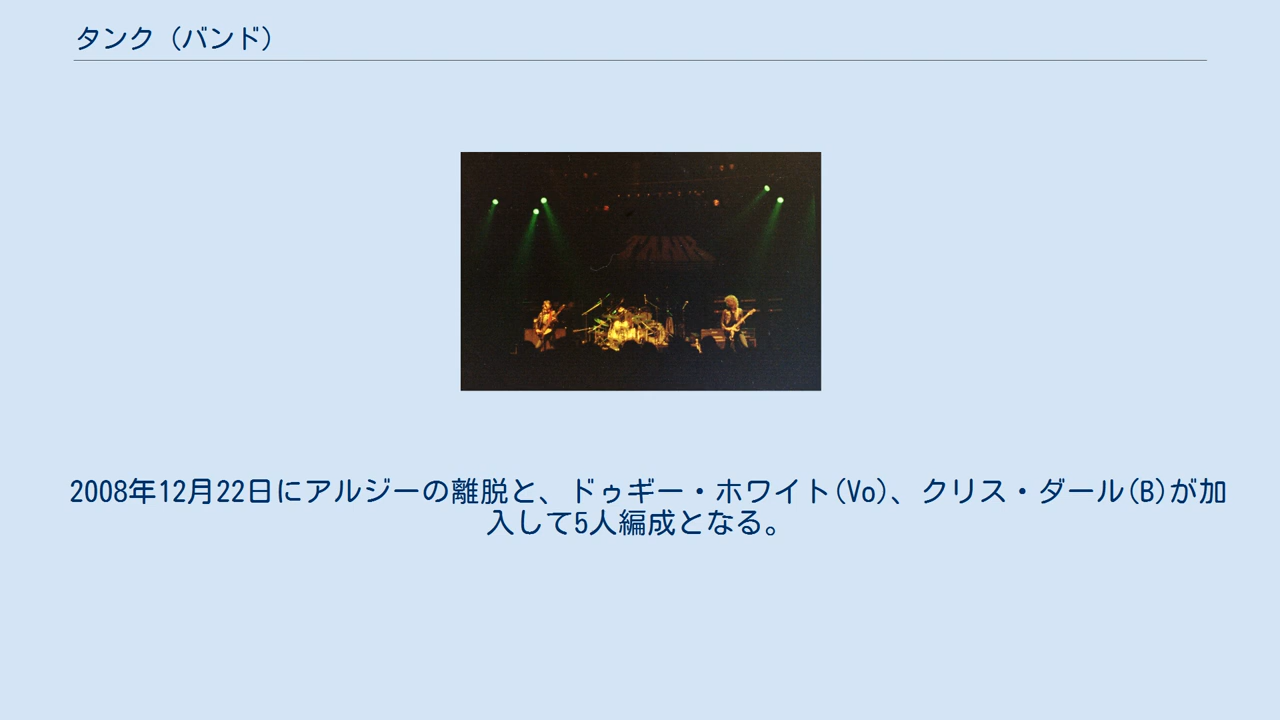 タンク（バンド）
TANK
2008年12月22日にアルジーの離脱と、ドゥギー・ホワイト(Vo)、クリス・ダール(B)が加
入して5人編成となる。